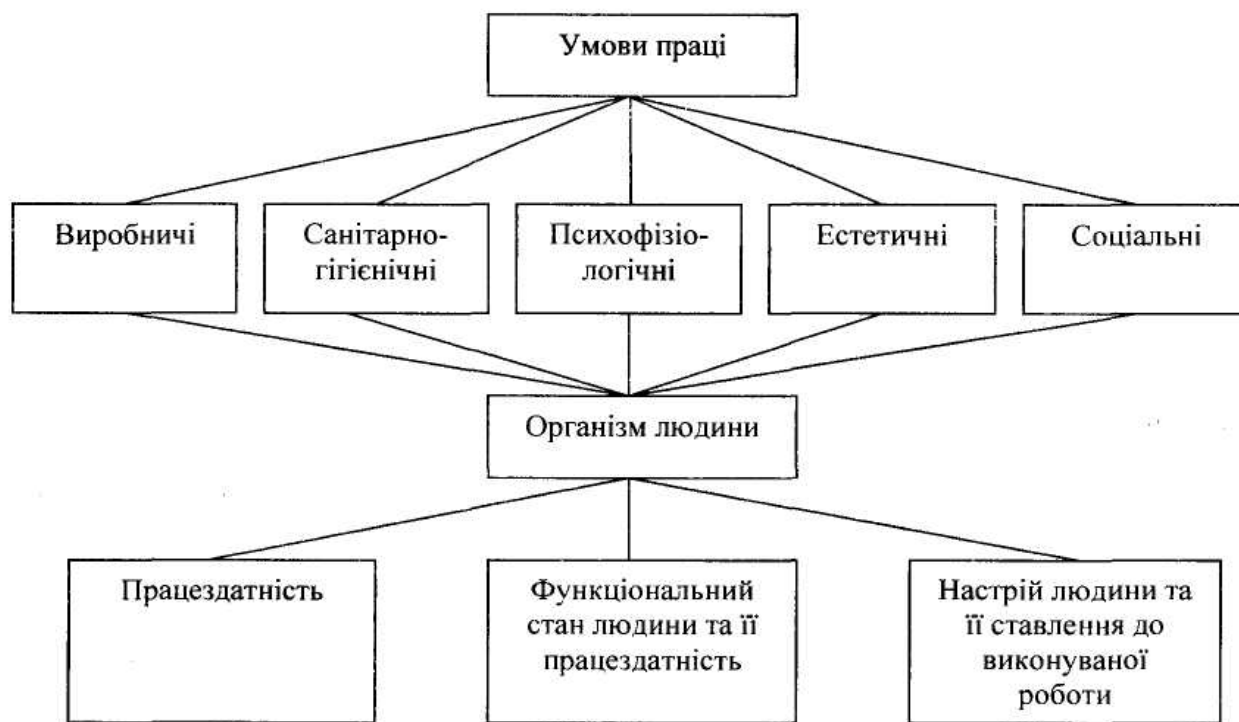 Умови праці
Виробничі
Санітарно-
гігієнічні
Психофізіо-
логічні
Естетичні
Соціальні
Організм людини
Працездатність
Функціональний
стан людини та її
працездатність
Настрій людини та
її ставлення до
виконуваної
роботи